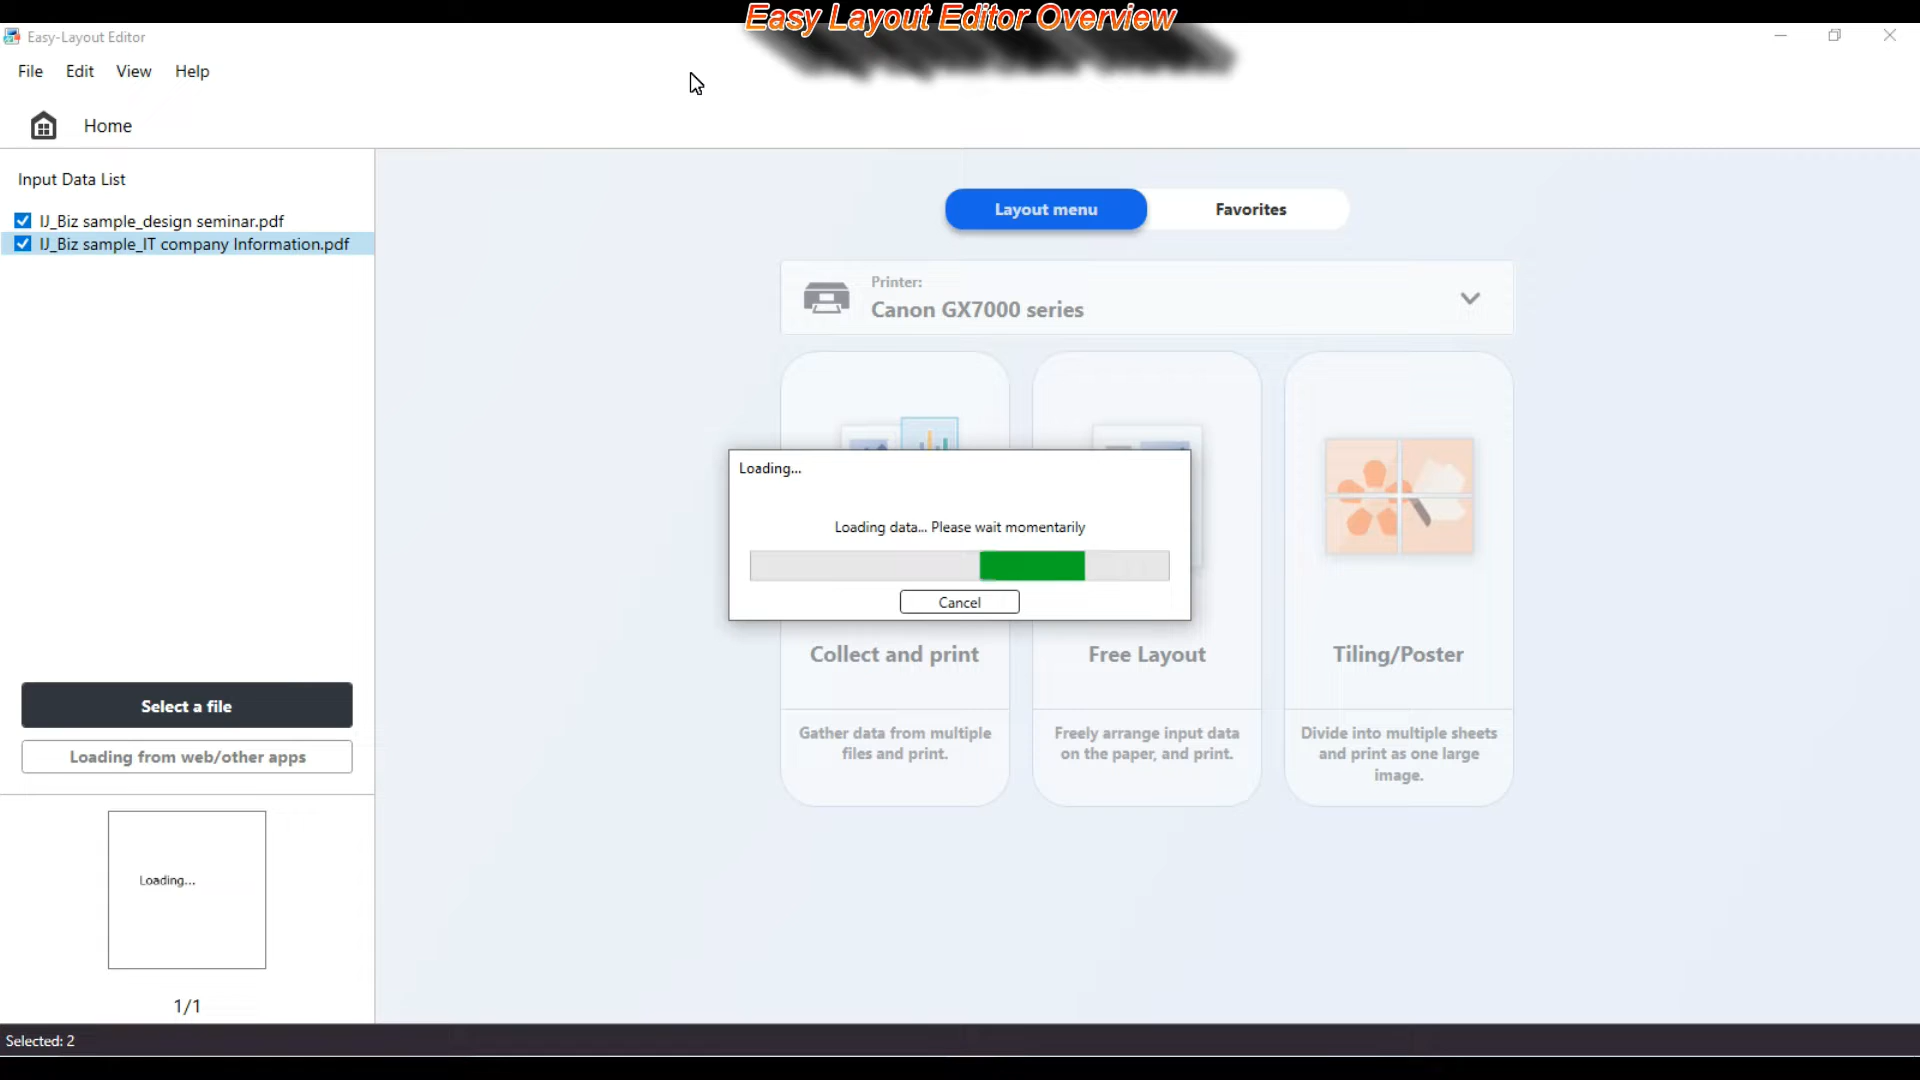 Easy Layout Editor Overview
Easy-Layout Editor
File Edit View Help
Home
Input Data List
IJ_Biz sample_design seminar.pdf
IJ_Biz sample_IT company Information.pdf
Select a file
Loading from web/other apps
Loading...
1/1
Selected: 2
Layout menu Favorites
Printer:
Canon GX7000 series
Loading...
Loading data... Please wait momentarily
Cancel
Collect and print
Gather data from multiple
files and print.
Free Layout
Freely arrange input data
on the paper, and print.
Tiling/Poster
Divide into multiple sheets
and print as one large
image.